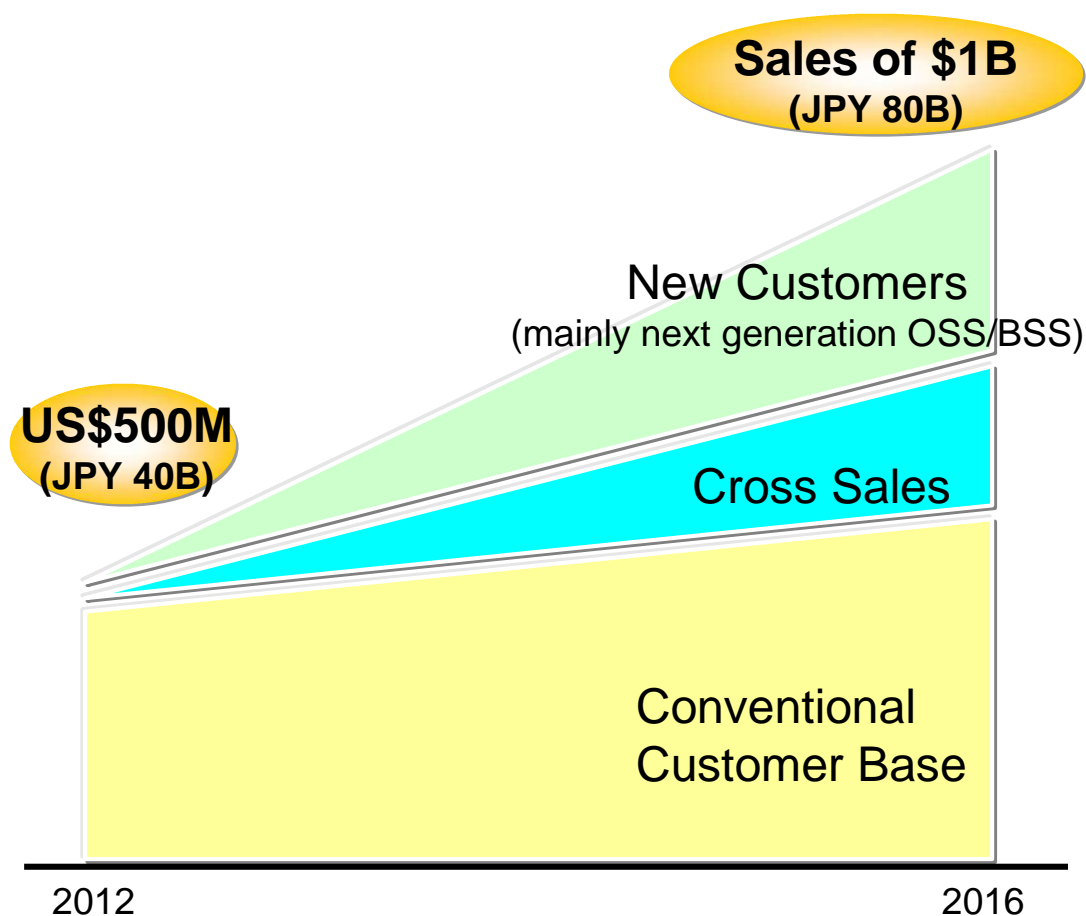 Sales of $1B
(JPY 80B)
New Customers
(mainly next generation OSS/BSS)
US$500M
(JPY 40B)
Cross Sales
Conventional
Customer Base
2012
2016